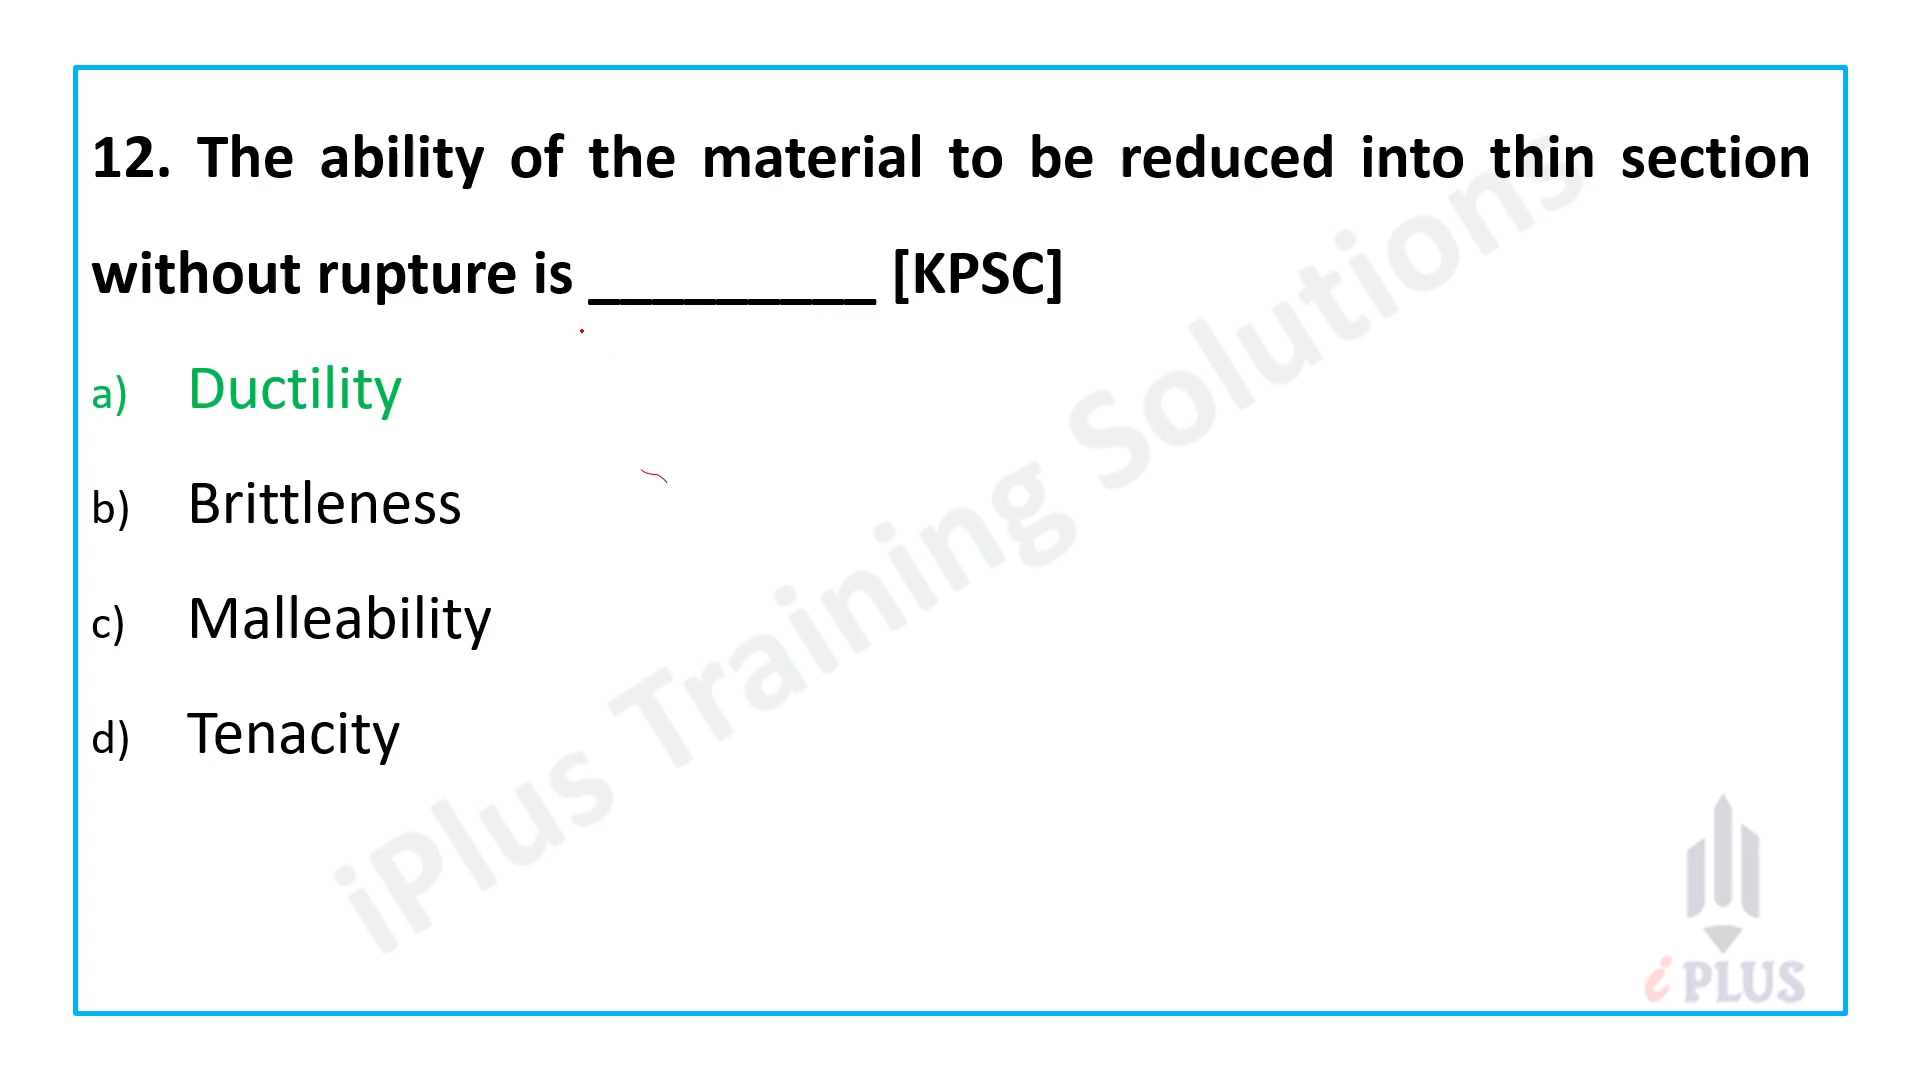 12. The ability of the material to be reduced into thin section
without rupture is _________ [KPSC]
a) Ductility
b) Brittleness
c) Malleability
d) Tenacity
iPlus Training Solutions
i PLUS